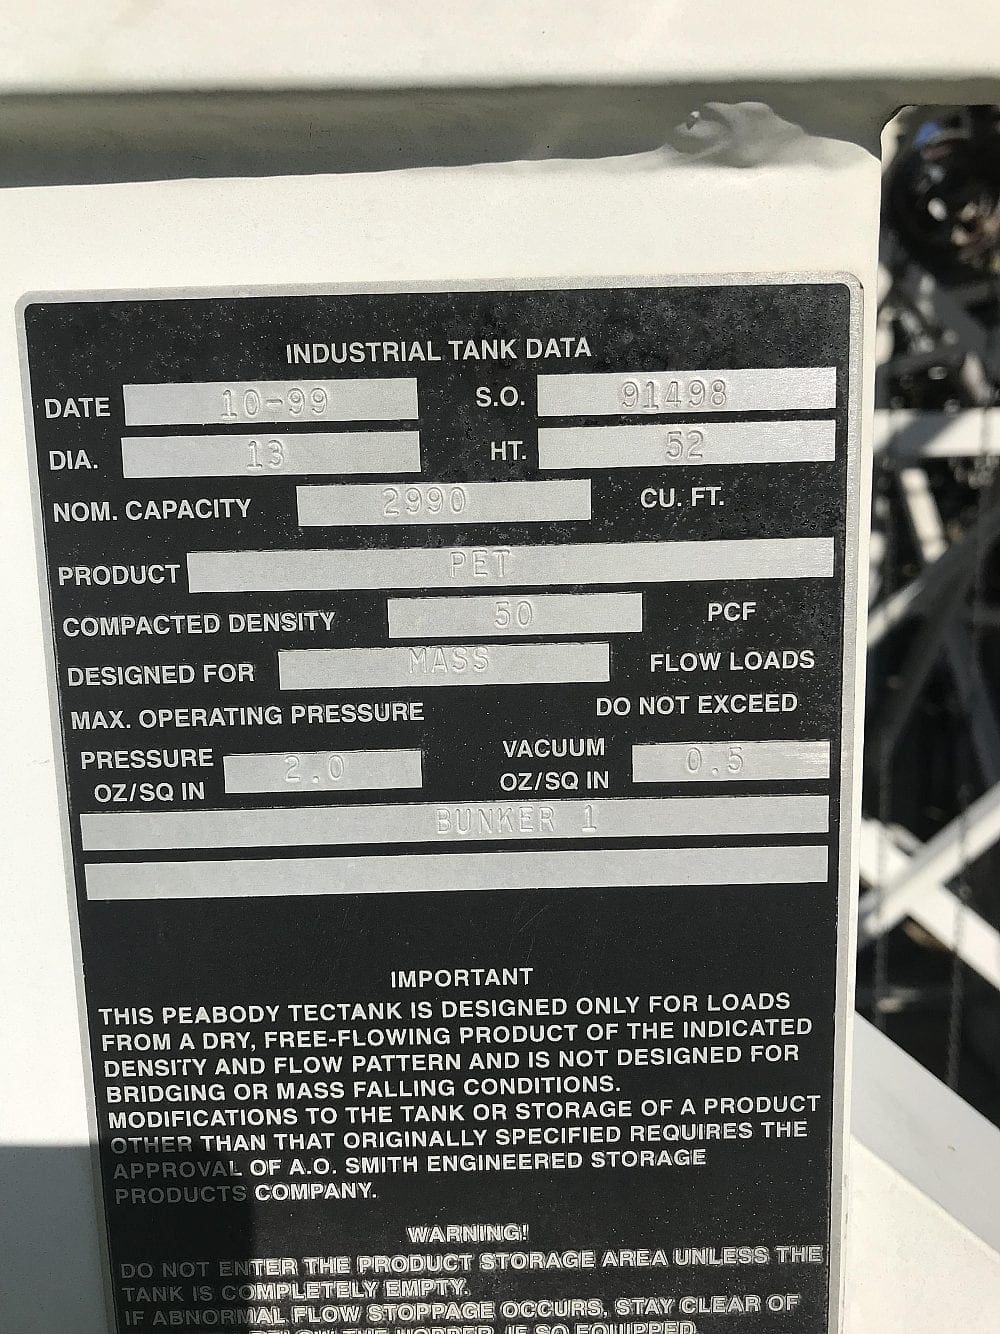 INDUSTRIAL TANK DATA
DATE 10-99 S.O. 91498
DIA. 13 HT. 52
NOM. CAPACITY 2990 CU. FT.
PRODUCT PET
COMPACTED DENSITY 50 PCF
DESIGNED FOR MASS FLOW LOADS
MAX. OPERATING PRESSURE DO NOT EXCEED
PRESSURE OZ/SQ IN 2.0 VACUUM OZ/SQ IN 0.5
BUNKER 1
IMPORTANT
THIS PEABODY TECTANK IS DESIGNED ONLY FOR LOADS
FROM A DRY, FREE-FLOWING PRODUCT OF THE INDICATED
DENSITY AND FLOW PATTERN AND IS NOT DESIGNED FOR
BRIDGING OR MASS FALLING CONDITIONS.
MODIFICATIONS TO THE TANK OR STORAGE OF A PRODUCT
OTHER THAN THAT ORIGINALLY SPECIFIED REQUIRES THE
APPROVAL OF A.O. SMITH ENGINEERED STORAGE
PRODUCTS COMPANY.
WARNING!
DO NOT ENTER THE PRODUCT STORAGE AREA UNLESS THE
TANK IS COMPLETELY EMPTY.
IF ABNORMAL FLOW STOPPAGE OCCURS, STAY CLEAR OF
BELOW THE HOPPER, IF SO EQUIPPED